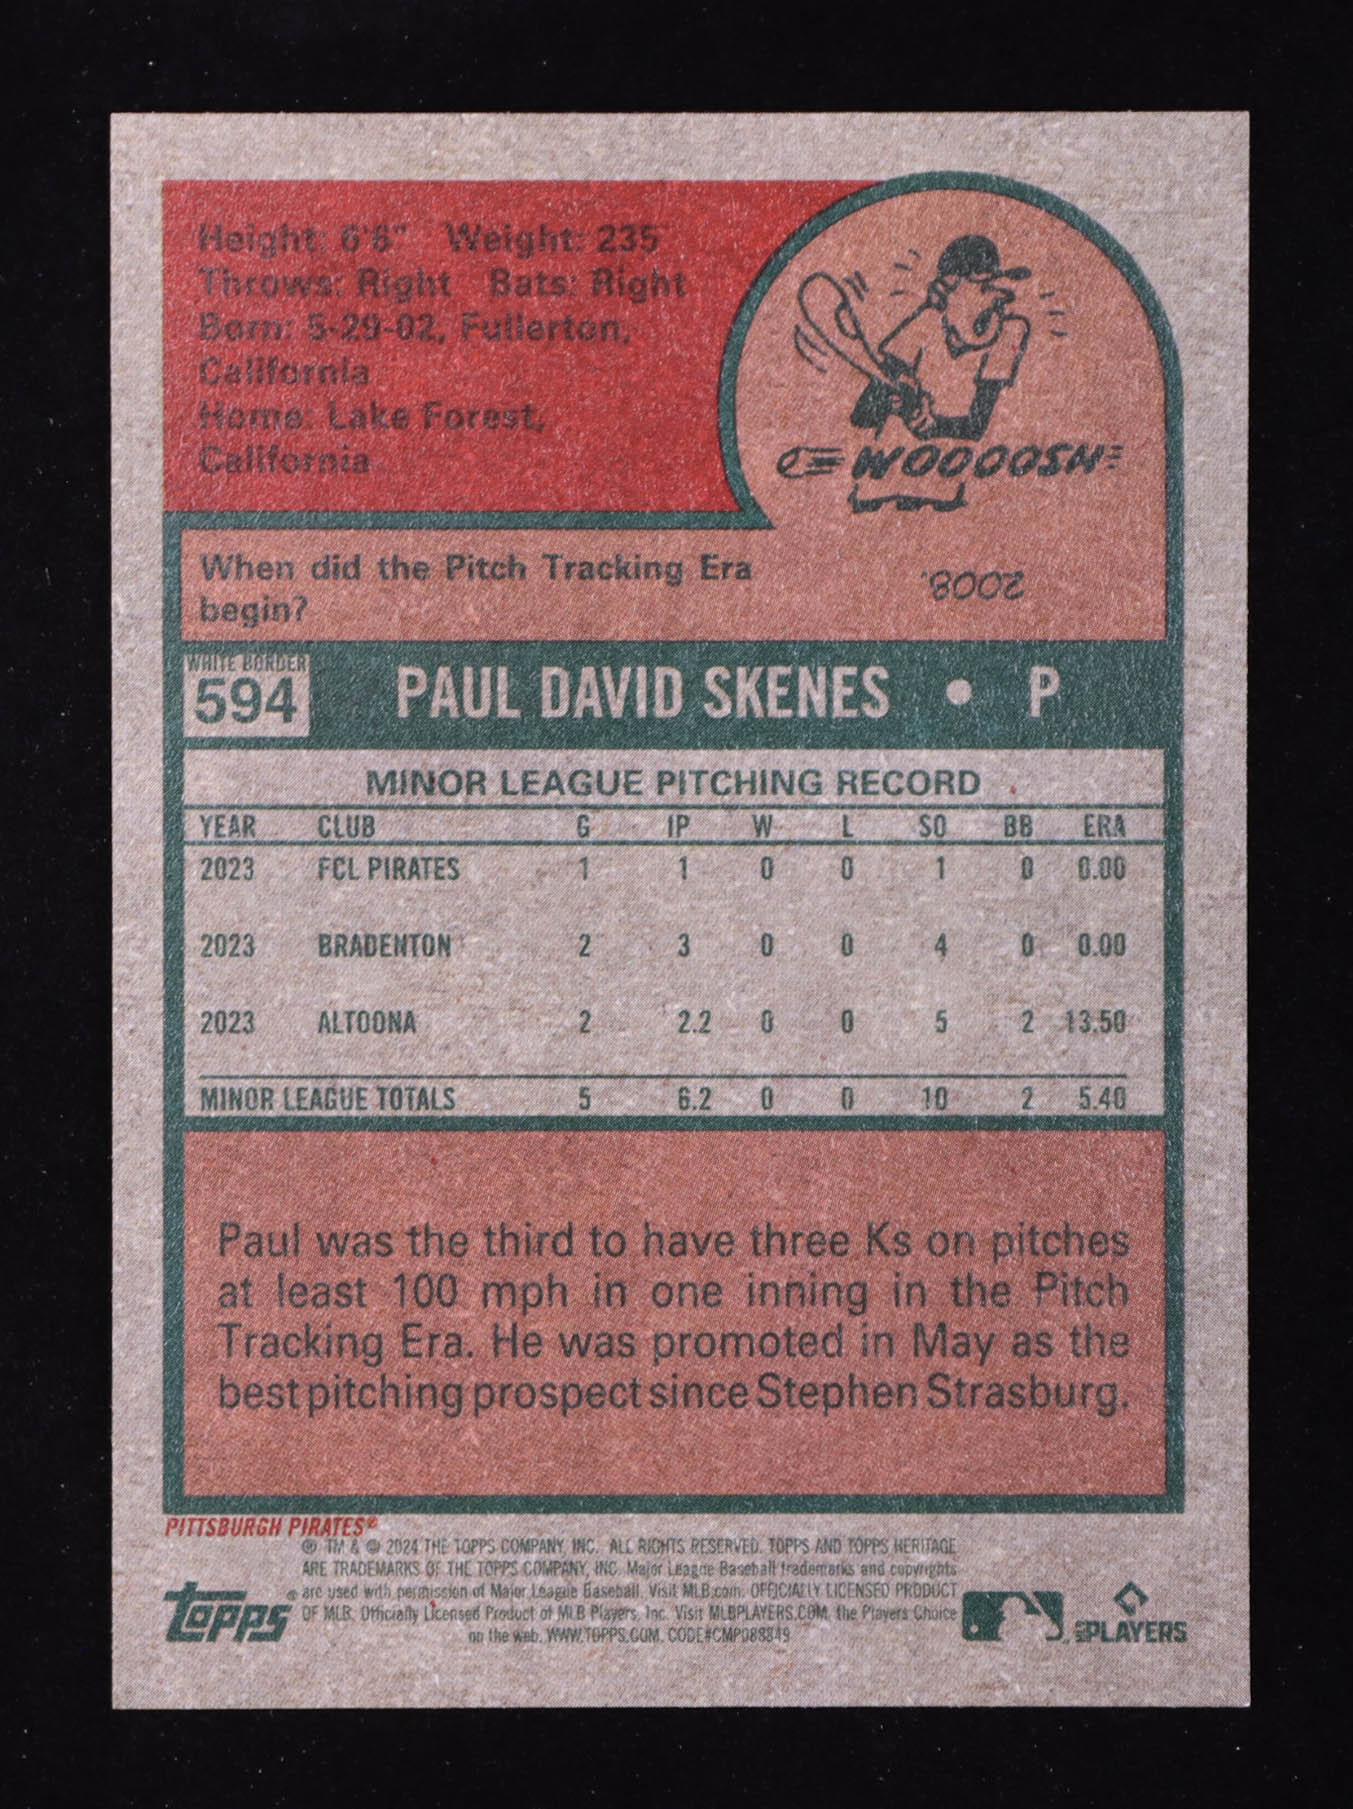 Height: 6'6" Weight: 235
Throws: Right Bats: Right
Born: 5-29-02, Fullerton,
California
Home: Lake Forest,
California
WOOOOSH
When did the Pitch Tracking Era
begin?
2008.
WHITE BORDER
594
PAUL DAVID SKENES • P
MINOR LEAGUE PITCHING RECORD
YEAR CLUB G IP W L SO BB ERA
2023 FCL PIRATES 1 1 0 0 1 0 0.00
2023 BRADENTON 2 3 0 0 4 0 0.00
2023 ALTOONA 2 2.2 0 0 5 2 13.50
MINOR LEAGUE TOTALS 5 6.2 0 0 10 2 5.40
Paul was the third to have three Ks on pitches
at least 100 mph in one inning in the Pitch
Tracking Era. He was promoted in May as the
best pitching prospect since Stephen Strasburg.
PITTSBURGH PIRATES®
® TM & © 2024 THE TOPPS COMPANY, INC. ALL RIGHTS RESERVED. TOPPS AND TOPPS HERITAGE
ARE TRADEMARKS OF THE TOPPS COMPANY, INC. Major League Baseball trademarks and copyrights
are used with permission of Major League Baseball. Visit MLB.com. OFFICIALLY LICENSED PRODUCT
OF MLB. Officially Licensed Product of MLB Players, Inc. Visit MLBPLAYERS.COM, the Players Choice
on the web. WWW.TOPPS.COM. CODE#CMP088849
topps®
MLB PLAYERS